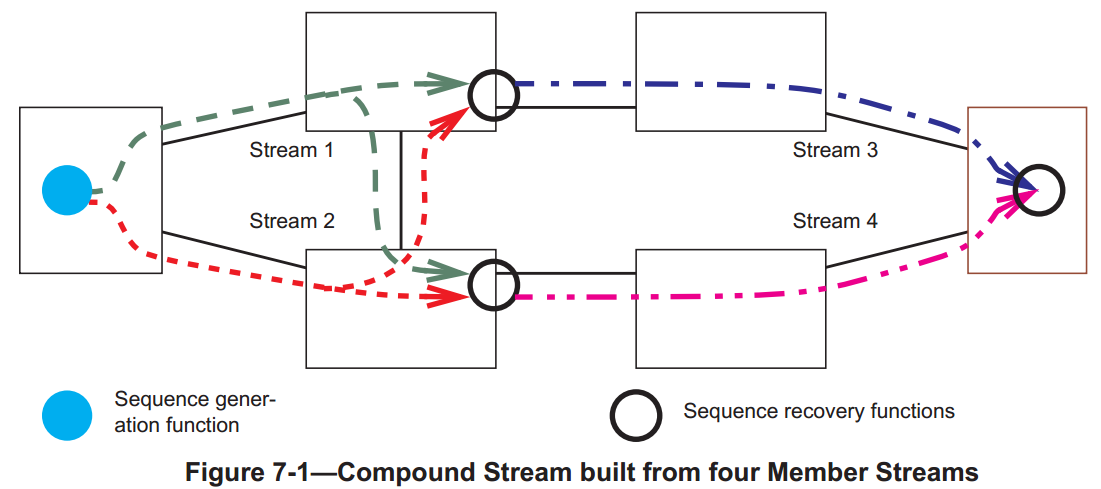 Stream 1
Stream 3
Stream 2
Stream 4
Sequence gener-
ation function
Sequence recovery functions
Figure 7-1—Compound Stream built from four Member Streams